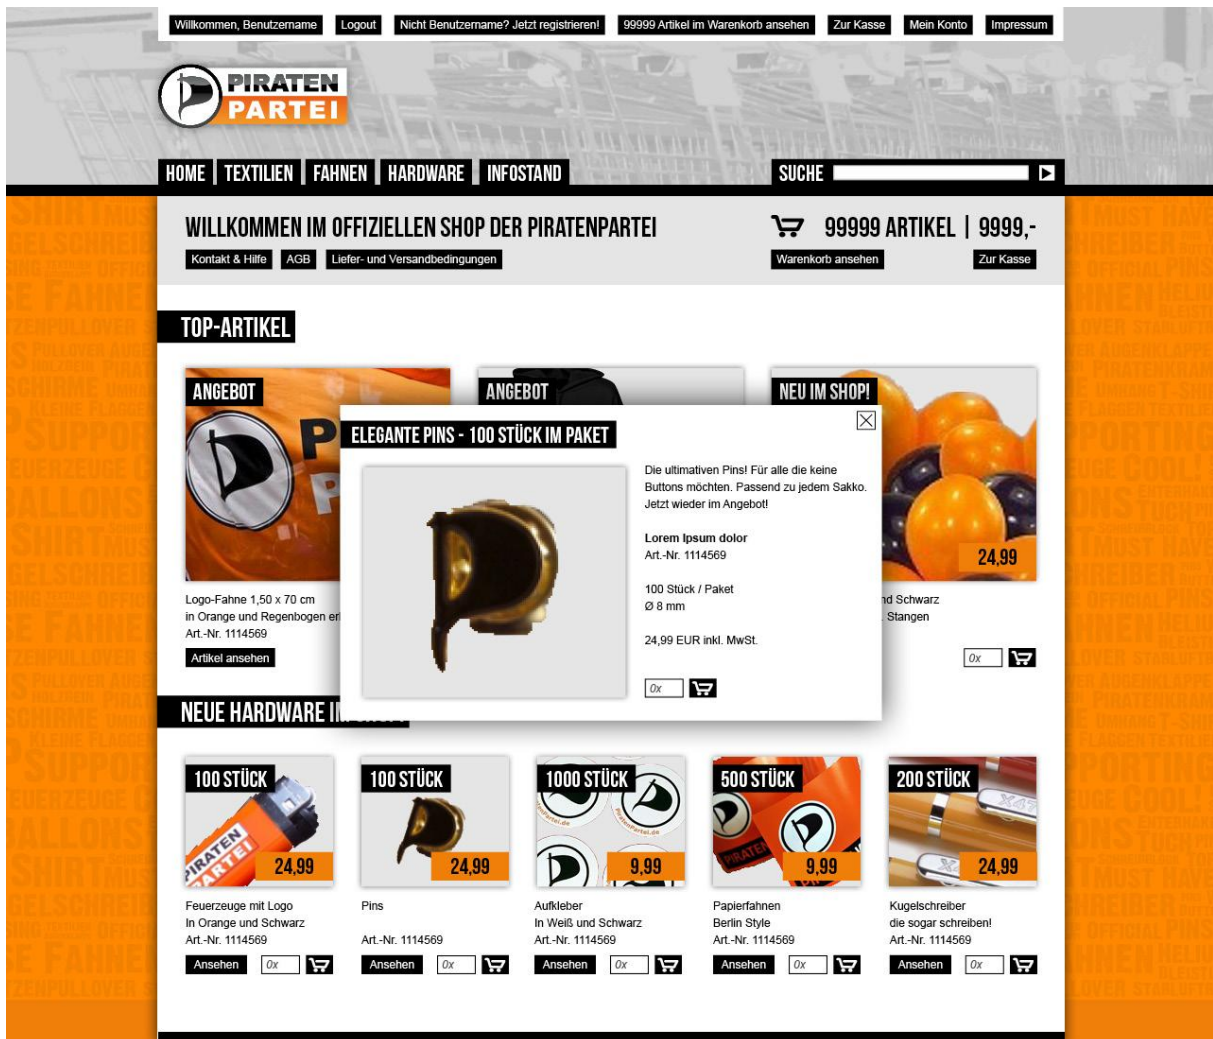 Willkommen, Benutzername
Logout
Nicht Benutzername? Jetzt registrieren!
99999 Artikel im Warenkorb ansehen
Zur Kasse
Mein Konto
Impressum
PIRATEN
PARTEI
HOME
TEXTILIEN
FAHNEN
HARDWARE
INFOSTAND
SUCHE
WILLKOMMEN IM OFFIZIELLEN SHOP DER PIRATENPARTEI
99999 ARTIKEL | 9999,-
Kontakt & Hilfe
AGB
Liefer- und Versandbedingungen
Warenkorb ansehen
Zur Kasse
TOP-ARTIKEL
ANGEBOT
ANGEBOT
NEU IM SHOP!
24,99
Logo-Fahne 1,50 x 70 cm
in Orange und Regenbogen
Art.-Nr. 1114569
Artikel ansehen
Schwarz
Stangen
0x
ELEGANTE PINS - 100 STÜCK IM PAKET
Die ultimativen Pins! Für alle die keine
Buttons möchten. Passend zu jedem Sakko.
Jetzt wieder im Angebot!
Lorem Ipsum dolor
Art.-Nr. 1114569
100 Stück / Paket
Ø 8 mm
24,99 EUR inkl. MwSt.
0x
NEUE HARDWARE
100 STÜCK
PIRATEN
PARTEI
24,99
Feuerzeuge mit Logo
In Orange und Schwarz
Art.-Nr. 1114569
Ansehen
0x
100 STÜCK
24,99
Pins
Art.-Nr. 1114569
Ansehen
0x
1000 STÜCK
PiratenPartei.de
9,99
Aufkleber
In Weiß und Schwarz
Art.-Nr. 1114569
Ansehen
0x
500 STÜCK
9,99
Papierfahnen
Berlin Style
Art.-Nr. 1114569
Ansehen
0x
200 STÜCK
X47
24,99
Kugelschreiber
die sogar schreiben!
Art.-Nr. 1114569
Ansehen
0x